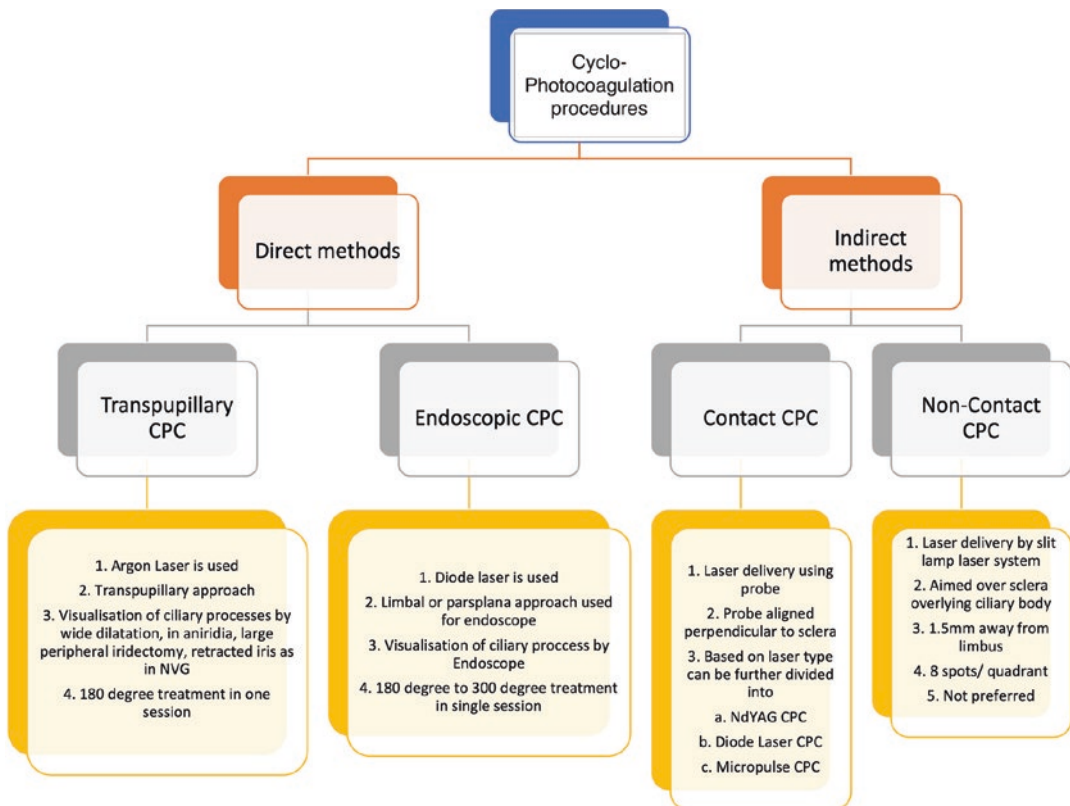 Cyclo-
Photocoagulation
procedures
Direct methods
Indirect
methods
Transpupillary
CPC
Endoscopic CPC
Contact CPC
Non-Contact
CPC
1. Argon Laser is used
2. Transpupillary approach
3. Visualisation of ciliary processes by
wide dilatation, in aniridia, large
peripheral iridectomy, retracted iris as
in NVG
4. 180 degree treatment in one
session
1. Diode laser is used
2. Limbal or parsplana approach used
for endoscope
3. Visualisation of ciliary proccess by
Endoscope
4. 180 degree to 300 degree treatment
in single session
1. Laser delivery using
probe
2. Probe aligned
perpendicular to sclera
3. Based on laser type
can be further divided
into
a. NdYAG CPC
b. Diode Laser CPC
c. Micropulse CPC
1. Laser delivery by slit
lamp laser system
2. Aimed over sclera
overlying ciliary body
3. 1.5mm away from
limbus
4. 8 spots/ quadrant
5. Not preferred